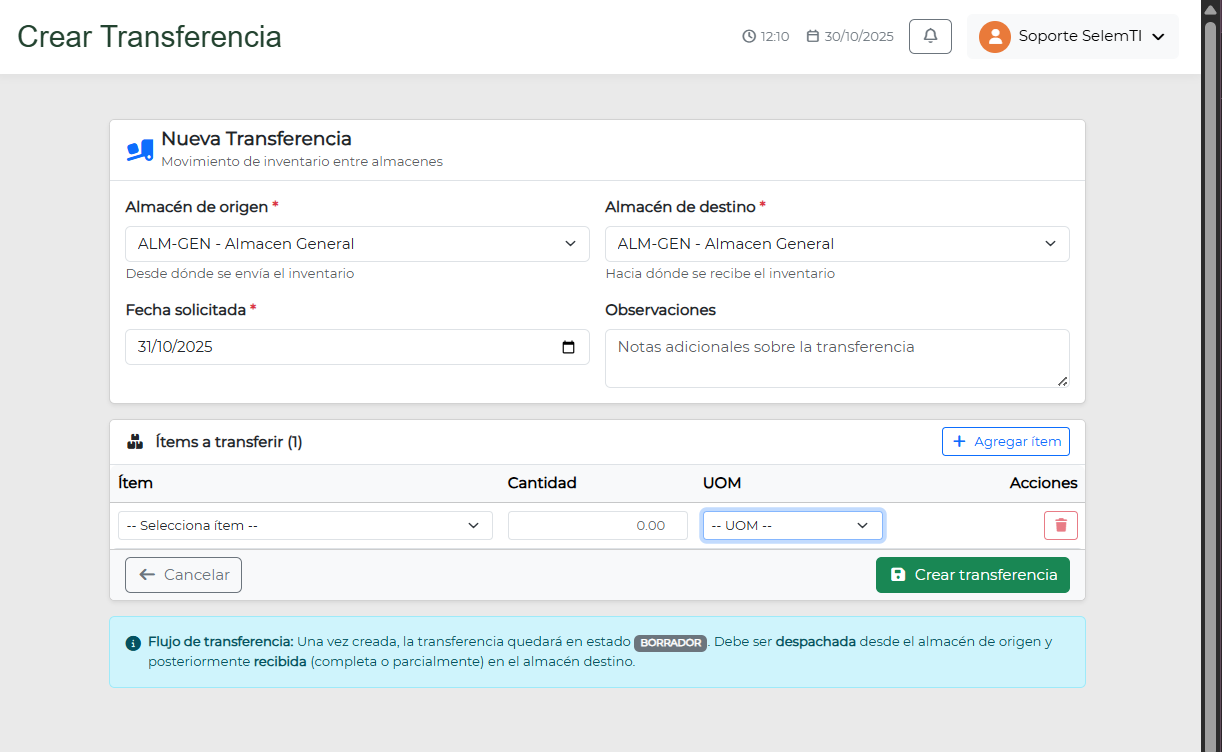 Crear Transferencia
12:10 30/10/2025 Soporte SelemTI
Nueva Transferencia
Movimiento de inventario entre almacenes
Almacén de origen * Almacén de destino *
ALM-GEN - Almacen General ALM-GEN - Almacen General
Desde dónde se envía el inventario Hacia dónde se recibe el inventario
Fecha solicitada * Observaciones
31/10/2025 Notas adicionales sobre la transferencia
Ítems a transferir (1) + Agregar ítem
Ítem Cantidad UOM Acciones
-- Selecciona ítem -- 0.00 -- UOM --
Cancelar Crear transferencia
Flujo de transferencia: Una vez creada, la transferencia quedará en estado BORRADOR. Debe ser despachada desde el almacén de origen y
posteriormente recibida (completa o parcialmente) en el almacén destino.